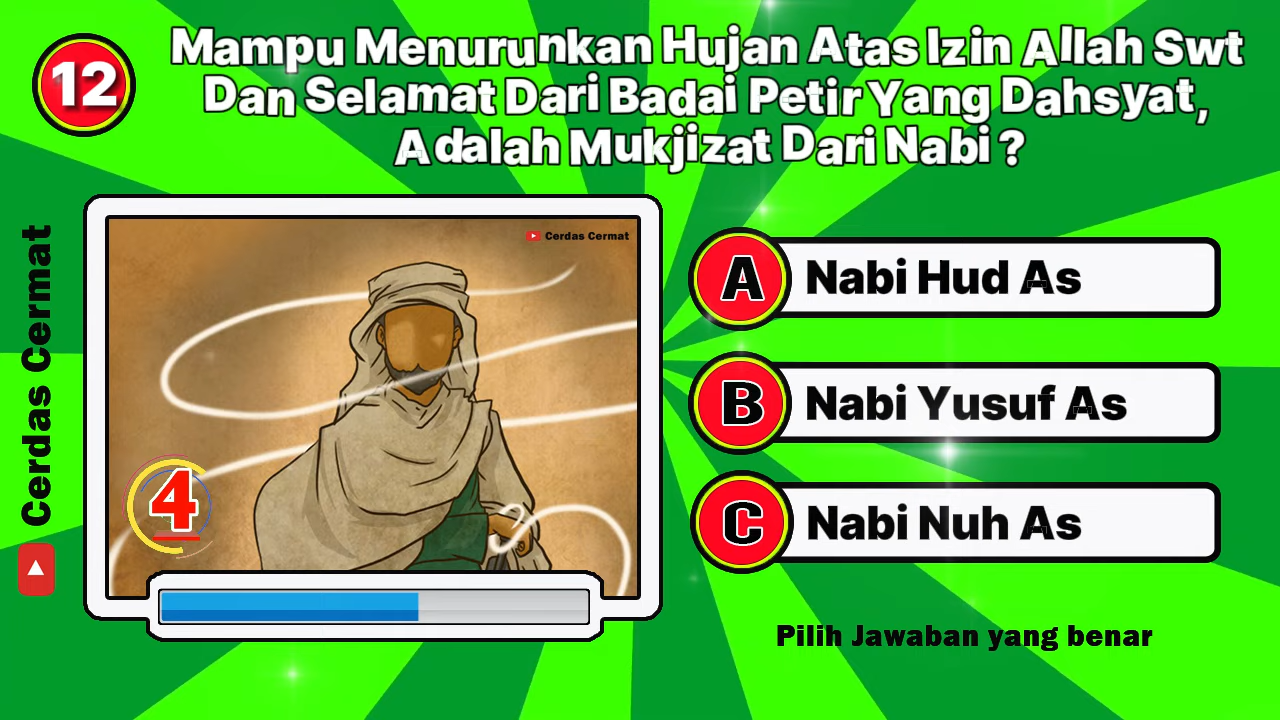 12
Mampu Menurunkan Hujan Atas Izin Allah Swt
Dan Selamat Dari Badai Petir Yang Dahsyat,
Adalah Mukjizat Dari Nabi ?
Cerdas Cermat
Cerdas Cermat
4
A Nabi Hud As
B Nabi Yusuf As
C Nabi Nuh As
Pilih Jawaban yang benar